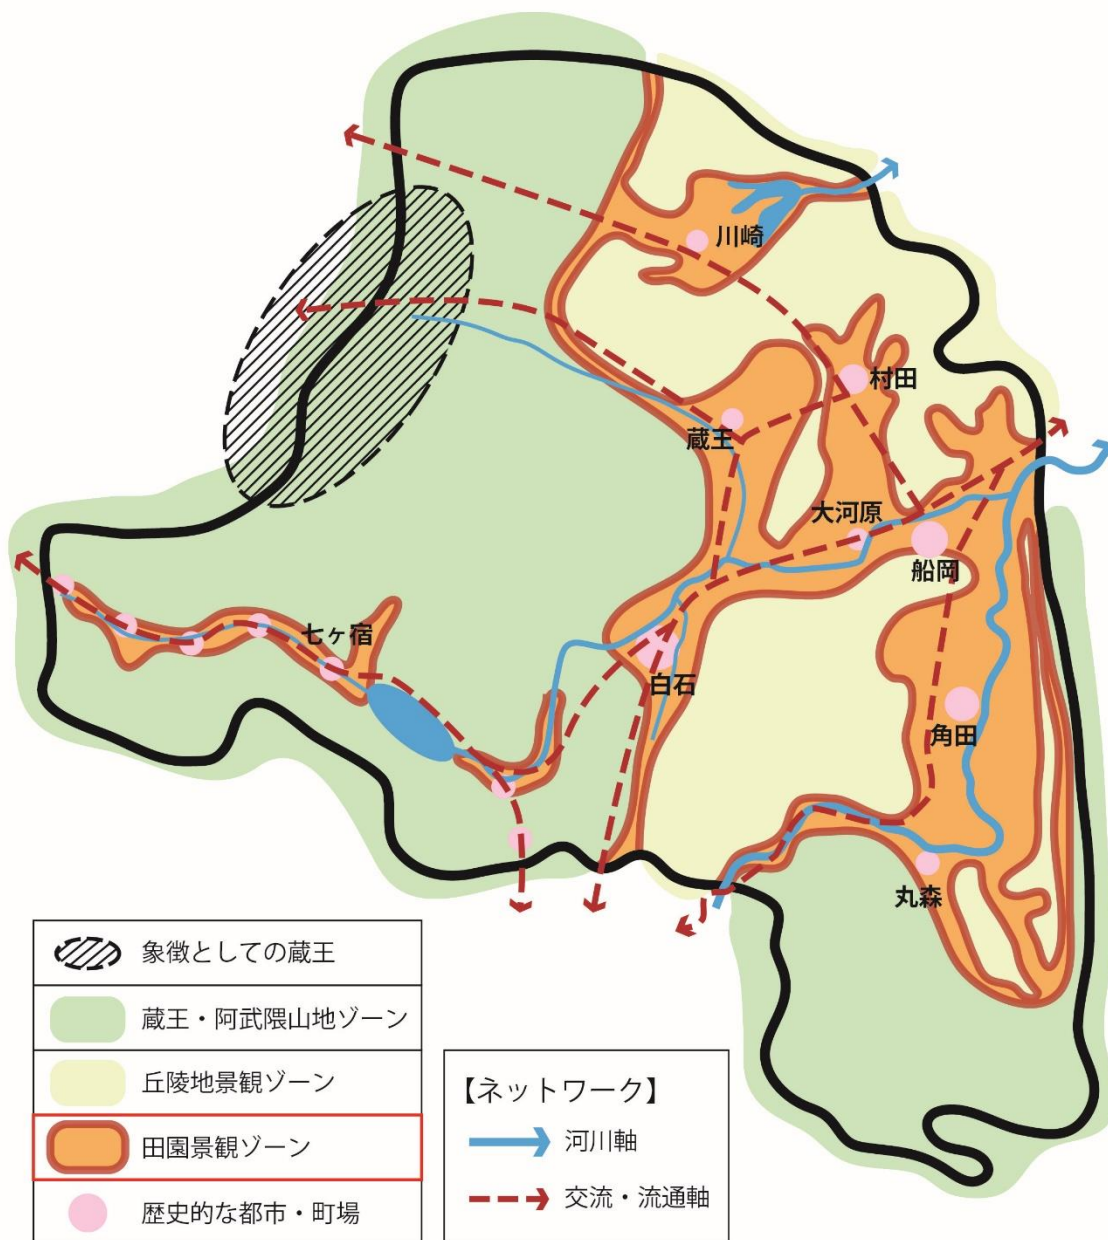 川崎
村田
蔵王
大河原
船岡
七ヶ宿
白石
角田
丸森
象徴としての蔵王
蔵王・阿武隈山地ゾーン
丘陵地景観ゾーン
田園景観ゾーン
歴史的な都市・町場
【ネットワーク】
河川軸
交流・流通軸